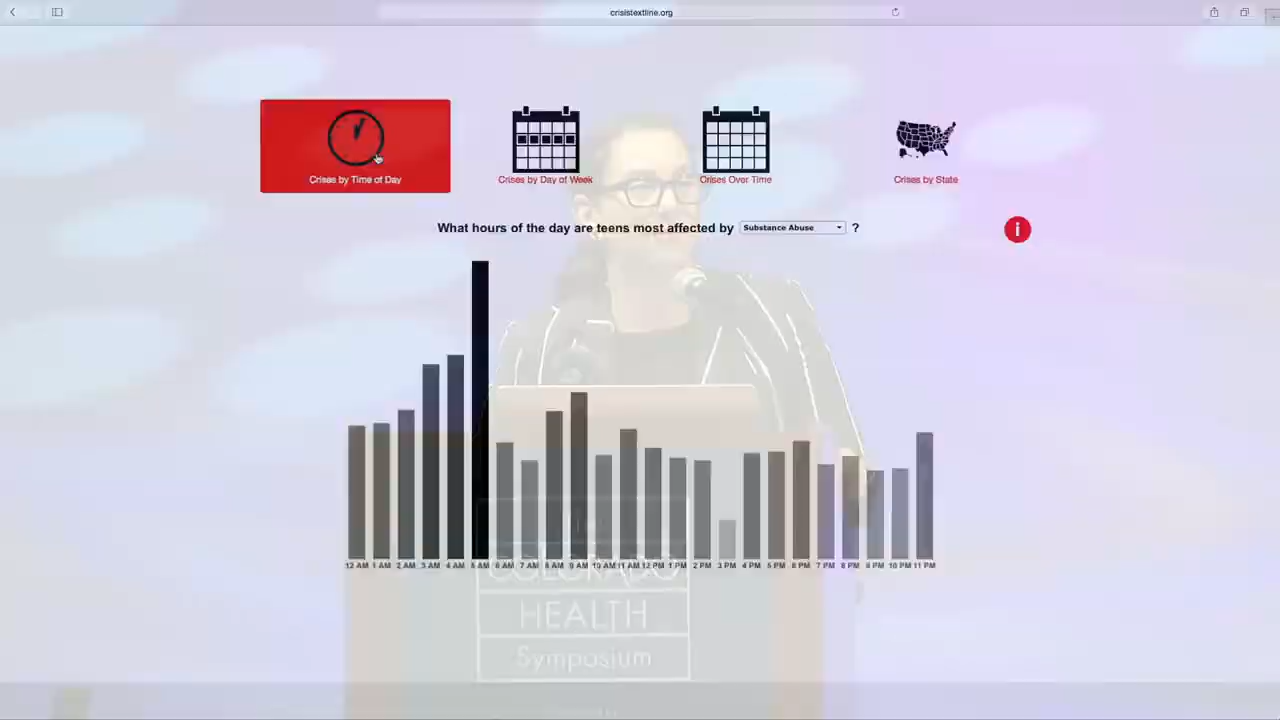 crisistextline.org
Crises by Time of Day
Crises by Day of Week
Crises Over Time
Crises by State
What hours of the day are teens most affected by Substance Abuse ?
i
12 AM 1 AM 2 AM 3 AM 4 AM 5 AM 6 AM 7 AM 8 AM 9 AM 10 AM 11 AM 12 PM 1 PM 2 PM 3 PM 4 PM 5 PM 6 PM 7 PM 8 PM 9 PM 10 PM 11 PM
COLORADO
HEALTH
Symposium